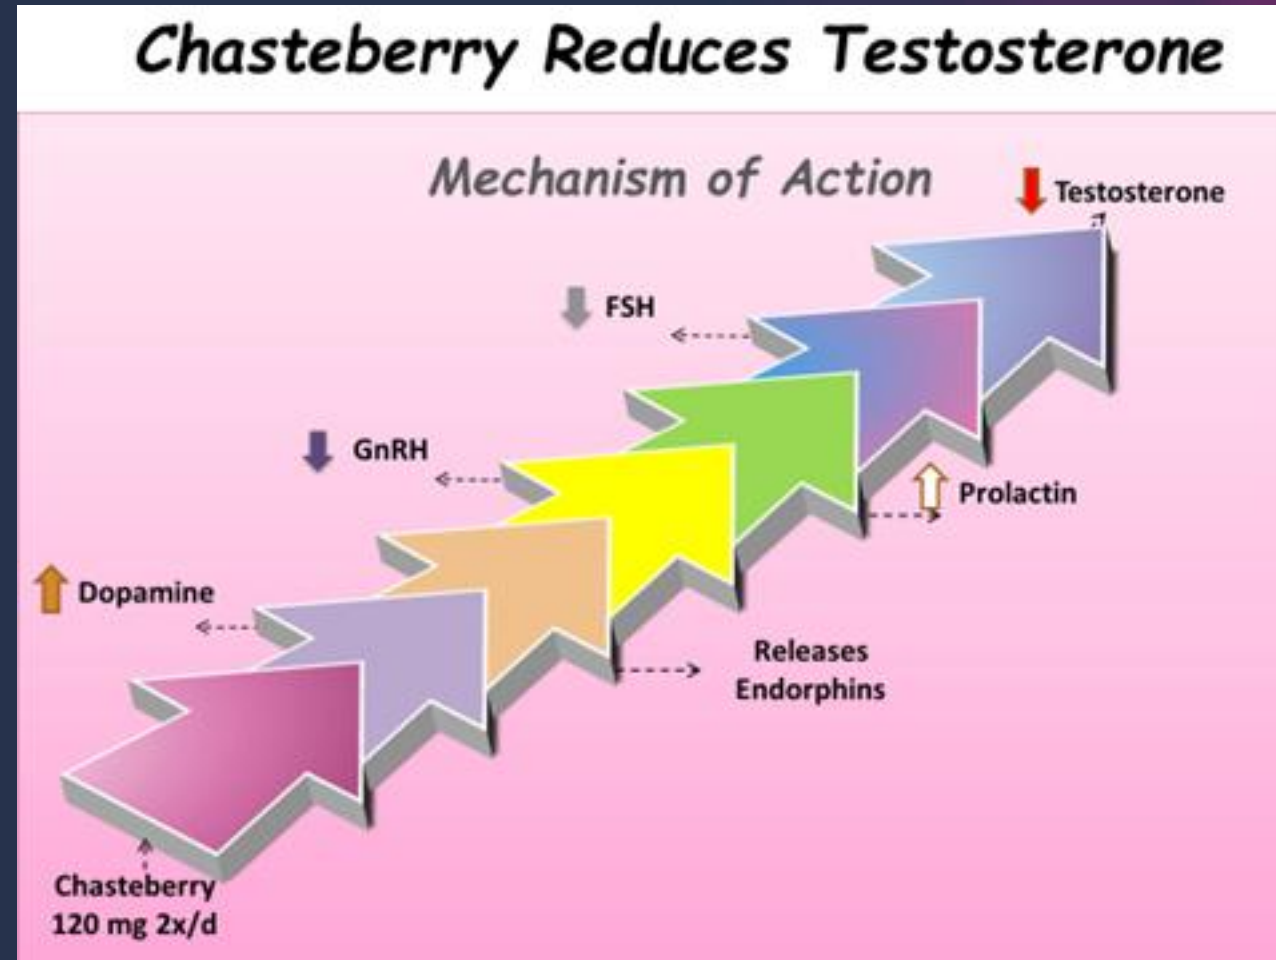 Chasteberry Reduces Testosterone
Mechanism of Action
Testosterone
FSH
GnRH
Prolactin
Dopamine
Releases
Endorphins
Chasteberry
120 mg 2x/d